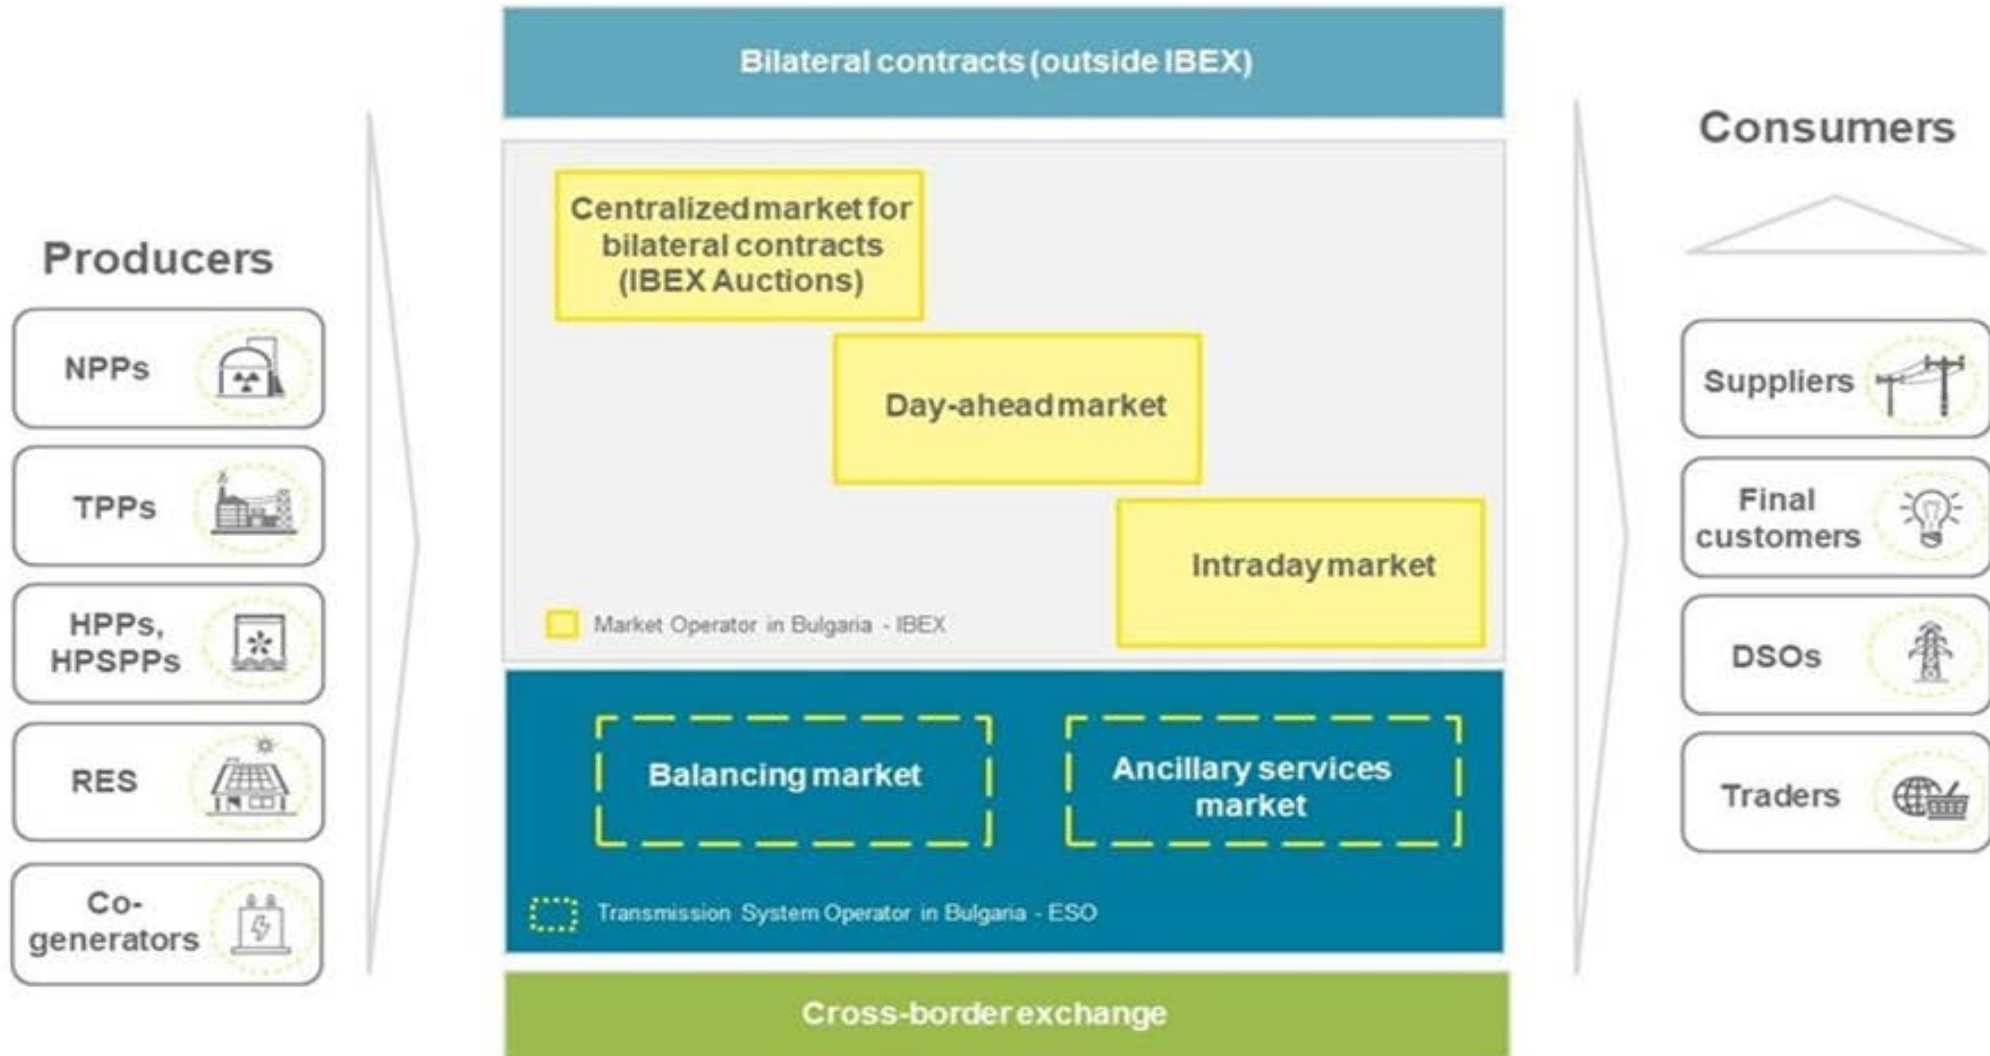 Bilateral contracts (outside IBEX)
Producers
NPPs
TPPs
HPPs,
HPSPPs
RES
Co-
generators
Centralized market for
bilateral contracts
(IBEX Auctions)
Day-ahead market
Intraday market
Market Operator in Bulgaria - IBEX
Balancing market
Ancillary services
market
Transmission System Operator in Bulgaria - ESO
Cross-border exchange
Consumers
Suppliers
Final
customers
DSOs
Traders